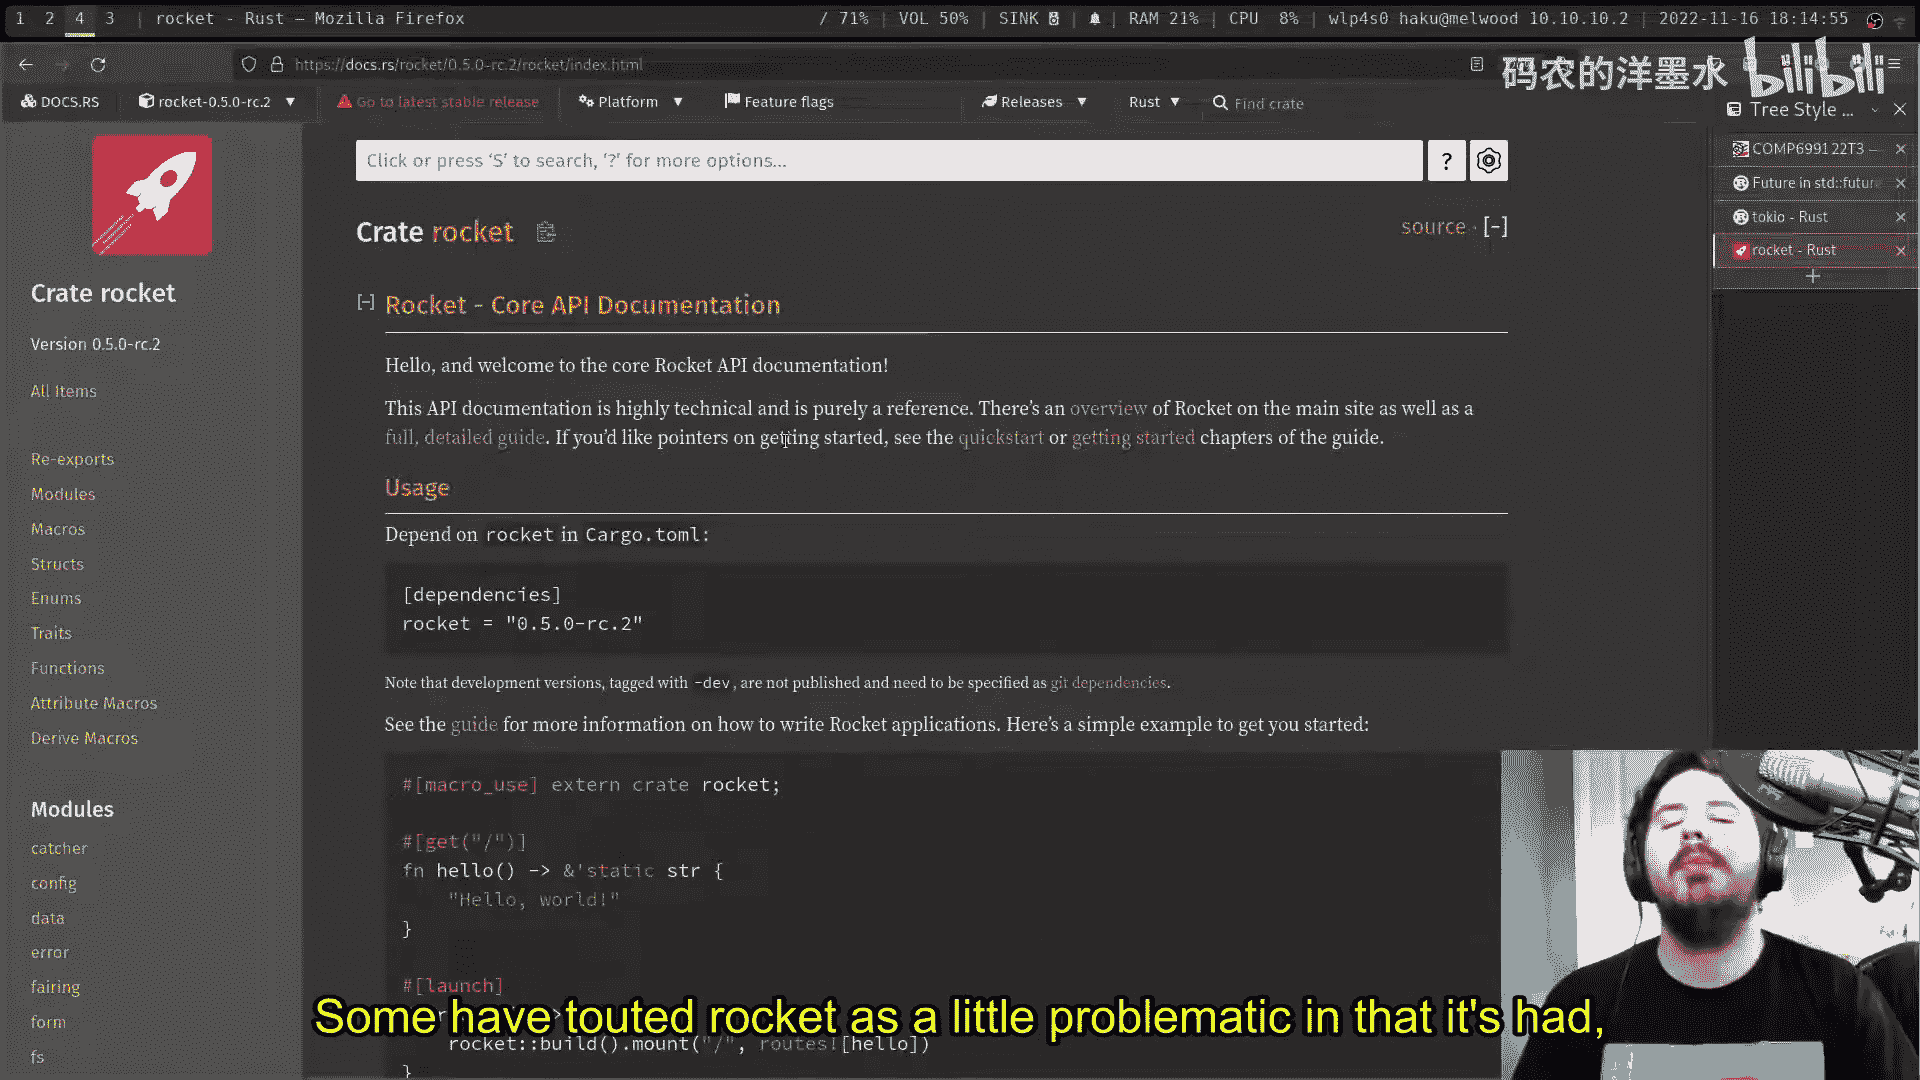 1 2 4 3 | rocket - Rust — Mozilla Firefox
/ 71% | VOL 50% | SINK | RAM 21% | CPU 8% | wlp4s0 haku@melwood 10.10.10.2 | 2022-11-16 18:14:55
https://docs.rs/rocket/0.5.0-rc.2/rocket/index.html
码农的洋墨水 bilibili
DOCS.RS rocket-0.5.0-rc.2 Go to latest stable release Platform Feature flags Releases Rust Find crate
Tree Style ...
COMP699122T3 —
Future in std::future
tokio - Rust
rocket - Rust
Click or press ‘S’ to search, ‘?’ for more options...
?
Crate rocket
source · [-]
Crate rocket
Version 0.5.0-rc.2
All Items
Re-exports
Modules
Macros
Structs
Enums
Traits
Functions
Attribute Macros
Derive Macros
Modules
catcher
config
data
error
fairing
form
fs
[-] Rocket - Core API Documentation
Hello, and welcome to the core Rocket API documentation!
This API documentation is highly technical and is purely a reference. There’s an overview of Rocket on the main site as well as a
full, detailed guide. If you’d like pointers on getting started, see the quickstart or getting started chapters of the guide.
Usage
Depend on rocket in Cargo.toml:
[dependencies]
rocket = "0.5.0-rc.2"
Note that development versions, tagged with -dev, are not published and need to be specified as git dependencies.
See the guide for more information on how to write Rocket applications. Here’s a simple example to get you started:
#[macro_use] extern crate rocket;
#[get("/")]
fn hello() -> &'static str {
"Hello, world!"
}
#[launch]
Some have touted rocket as a little problematic in that it's had,
rocket::build().mount("/", routes![hello])
}